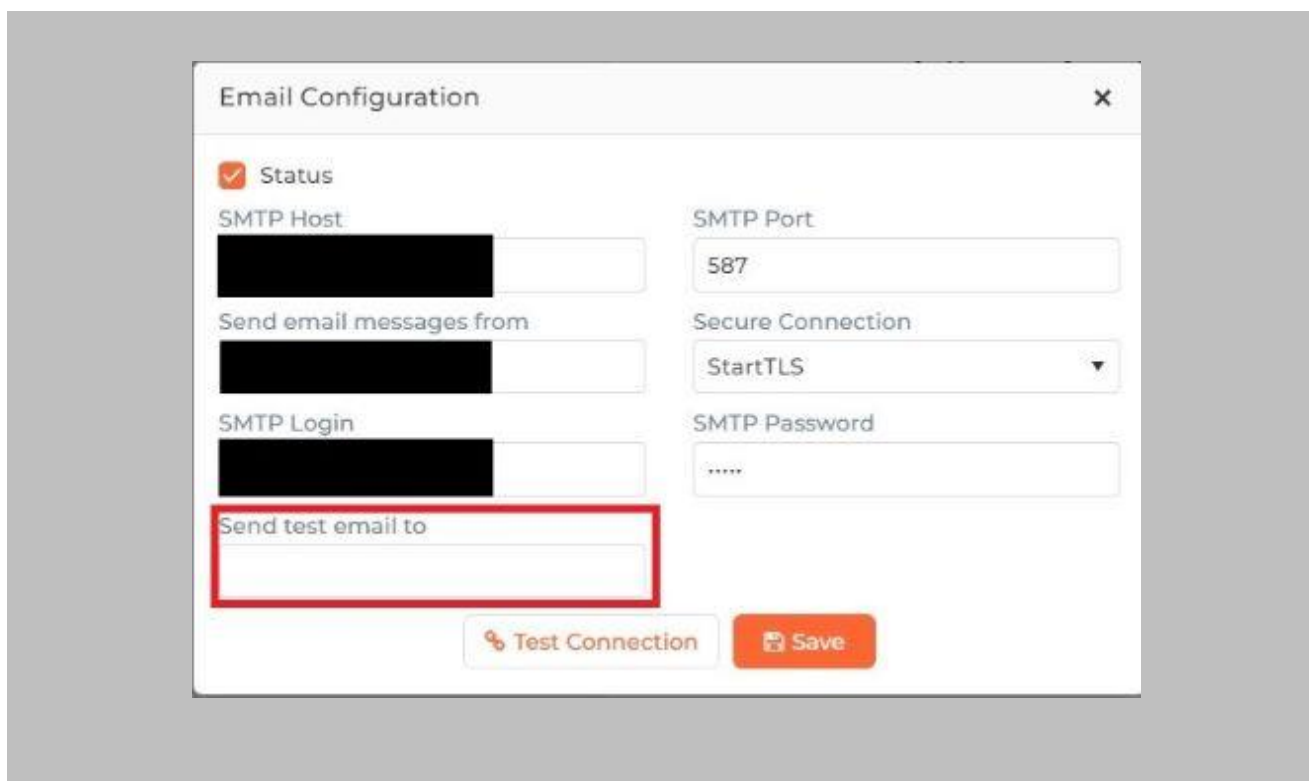 Email Configuration ×
Status
SMTP Host SMTP Port
587
Send email messages from Secure Connection
StartTLS
SMTP Login SMTP Password
.....
Send test email to
Test Connection Save